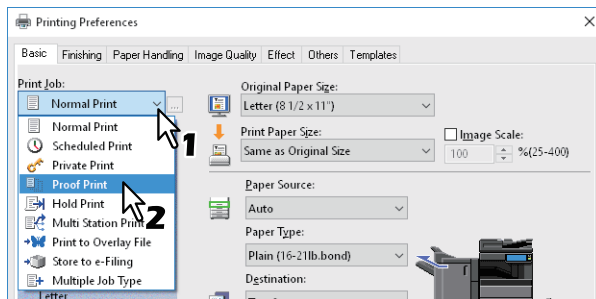 Printing Preferences
Basic Finishing Paper Handling Image Quality Effect Others Templates
Print Job:
Normal Print
...
Normal Print
Scheduled Print
Private Print
Proof Print
Hold Print
Multi Station Print
Print to Overlay File
Store to e-Filing
Multiple Job Type
Letter
1
2
Original Paper Size:
Letter (8 1/2 x 11")
Print Paper Size:
Same as Original Size
Image Scale:
100 %(25-400)
Paper Source:
Auto
Paper Type:
Plain (16-21lb.bond)
Destination: